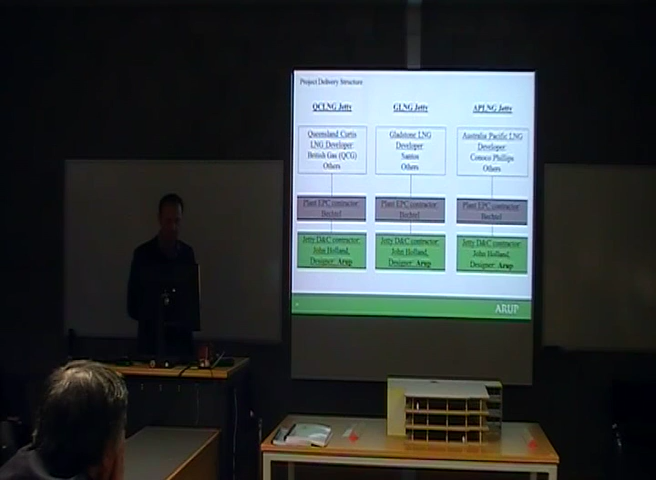 Project Delivery Structure
QCLNG Jetty
Queensland Curtis
LNG Developer
British Gas (QCG)
Others
Plant EPC contractor:
Bechtel
Jetty D&C contractor:
John Holland,
Designer: Arup
GLNG Jetty
Gladstone LNG
Developer
Santos
Others
Plant EPC contractor:
Bechtel
Jetty D&C contractor:
John Holland,
Designer: Arup
APLNG Jetty
Australia Pacific LNG
Developer:
Conoco Phillips
Others
Plant EPC contractor:
Bechtel
Jetty D&C contractor:
John Holland,
Designer: Arup
ARUP